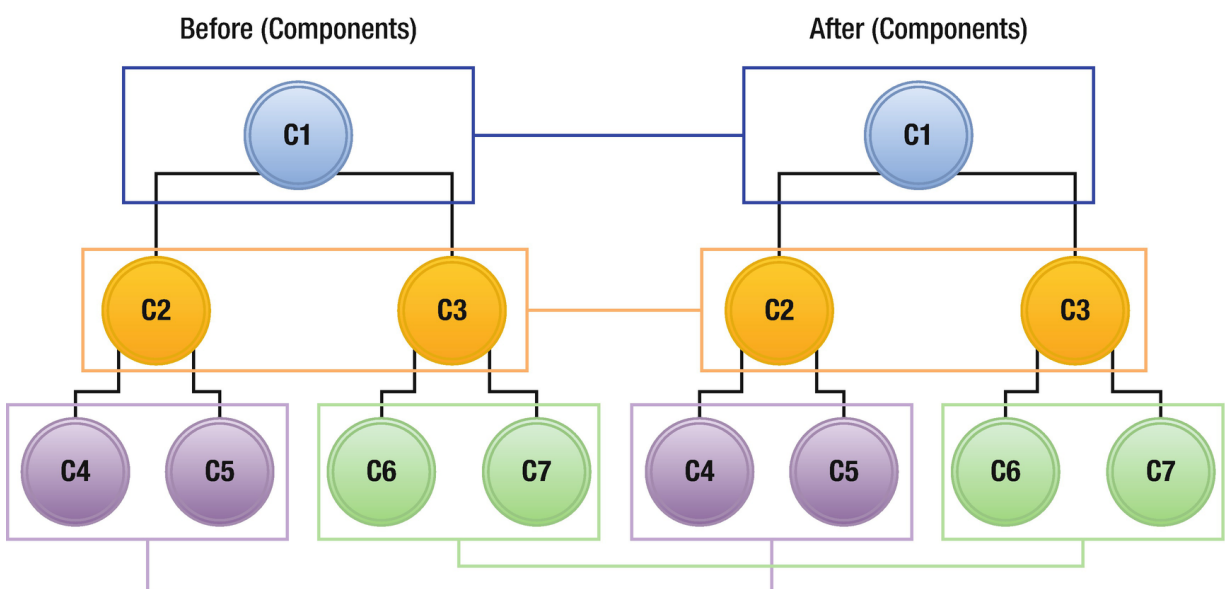 Before (Components)
After (Components)
C1
C1
C2
C3
C2
C3
C4
C5
C6
C7
C4
C5
C6
C7